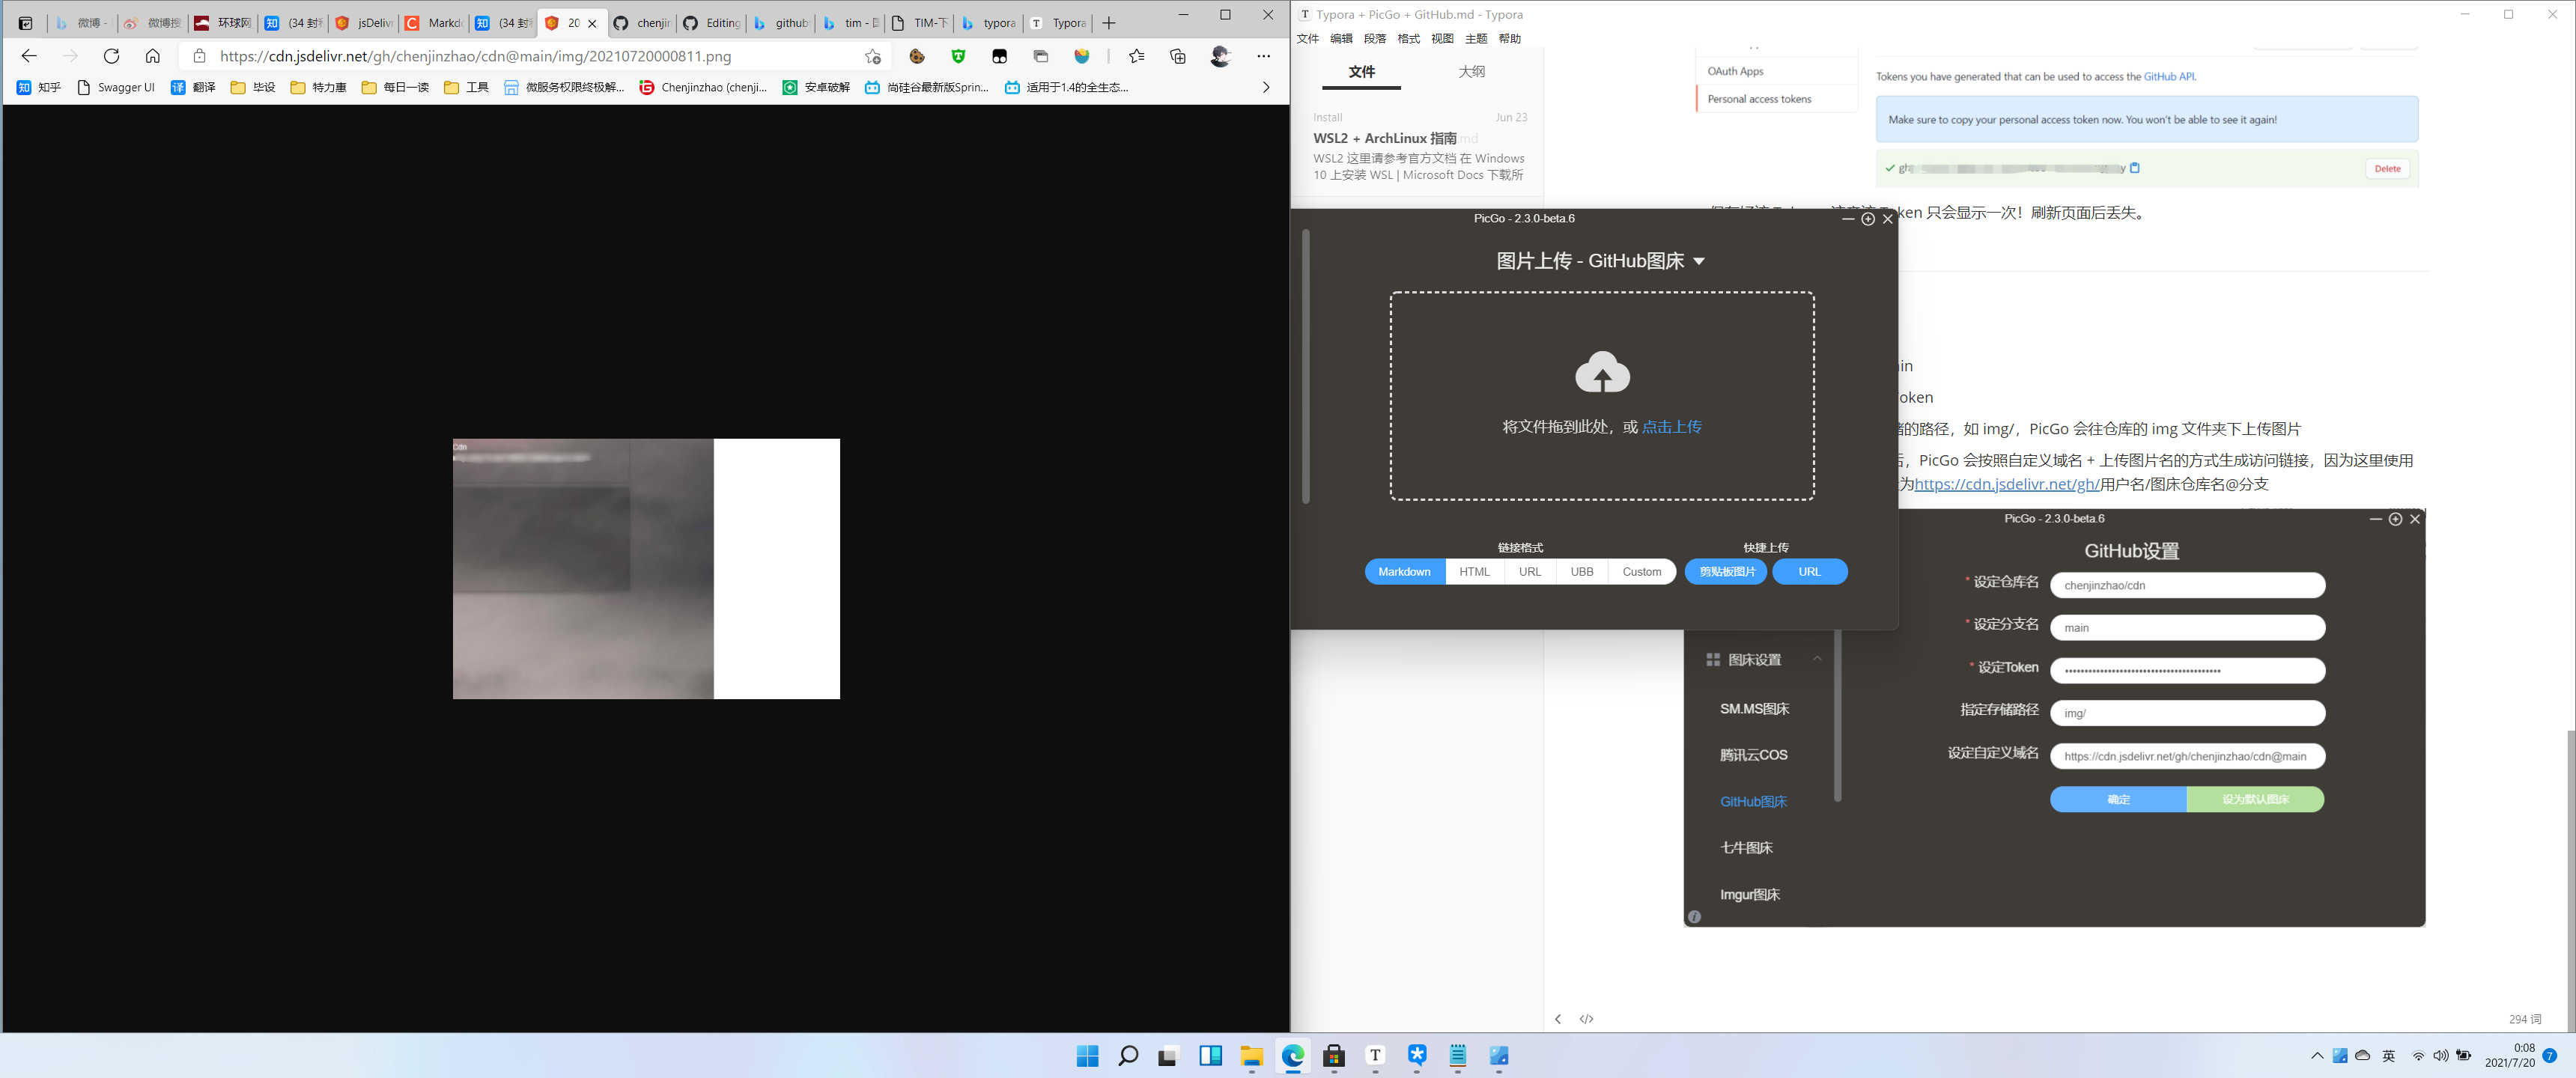 微博 -
微博搜
环球网
(34 封
jsDelivr
Markd
(34 封
20
chenjin
Editing
github
tim -
TIM-下
typora
Typora
https://cdn.jsdelivr.net/gh/chenjinzhao/cdn@main/img/20210720000811.png
知乎
Swagger UI
翻译
毕设
特力惠
每日一读
工具
微服务权限终极解...
Chenjinzhao (chenji...
安卓破解
尚硅谷最新版Sprin...
适用于1.4的全生态...
Cdn
Typora + PicGo + GitHub.md - Typora
文件 编辑 段落 格式 视图 主题 帮助
文件
大纲
Install
Jun 23
WSL2 + ArchLinux 指南.md
WSL2 这里请参考官方文档 在 Windows
10 上安装 WSL | Microsoft Docs 下载所
OAuth Apps
Personal access tokens
Tokens you have generated that can be used to access the GitHub API.
Make sure to copy your personal access token now. You won't be able to see it again!
Delete
ken 只会显示一次！刷新页面后丢失。
PicGo - 2.3.0-beta.6
图片上传 - GitHub图床
将文件拖到此处，或 点击上传
链接格式
快捷上传
Markdown
HTML
URL
UBB
Custom
剪贴板图片
URL
in
oken
的路径，如 img/，PicGo 会往仓库的 img 文件夹下上传图片
，PicGo 会按照自定义域名 + 上传图片名的方式生成访问链接，因为这里使用
为https://cdn.jsdelivr.net/gh/用户名/图床仓库名@分支
PicGo - 2.3.0-beta.6
GitHub设置
* 设定仓库名
chenjinzhao/cdn
* 设定分支名
main
* 设定Token
指定存储路径
img/
设定自定义域名
https://cdn.jsdelivr.net/gh/chenjinzhao/cdn@main
确定
设为默认图床
图床设置
SM.MS图床
腾讯云COS
GitHub图床
七牛图床
Imgur图床
294 词
英
0:08
2021/7/20
7